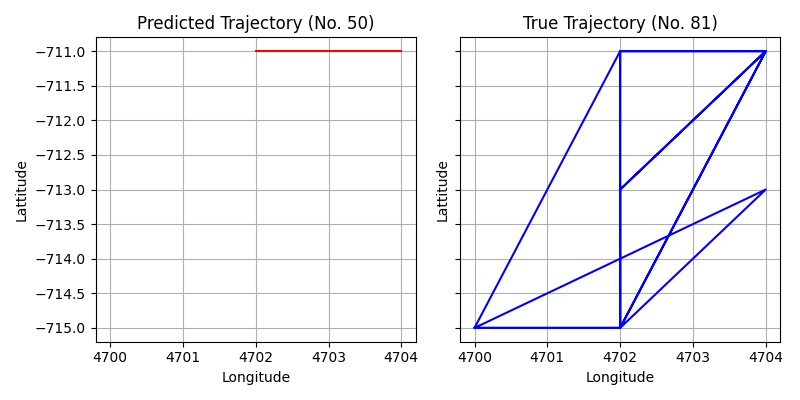 Predicted Trajectory (No. 50)
True Trajectory (No. 81)
−711.0
−711.5
−712.0
−712.5
−713.0
−713.5
−714.0
−714.5
−715.0
Lattitude
Lattitude
4700 4701 4702 4703 4704
4700 4701 4702 4703 4704
Longitude
Longitude